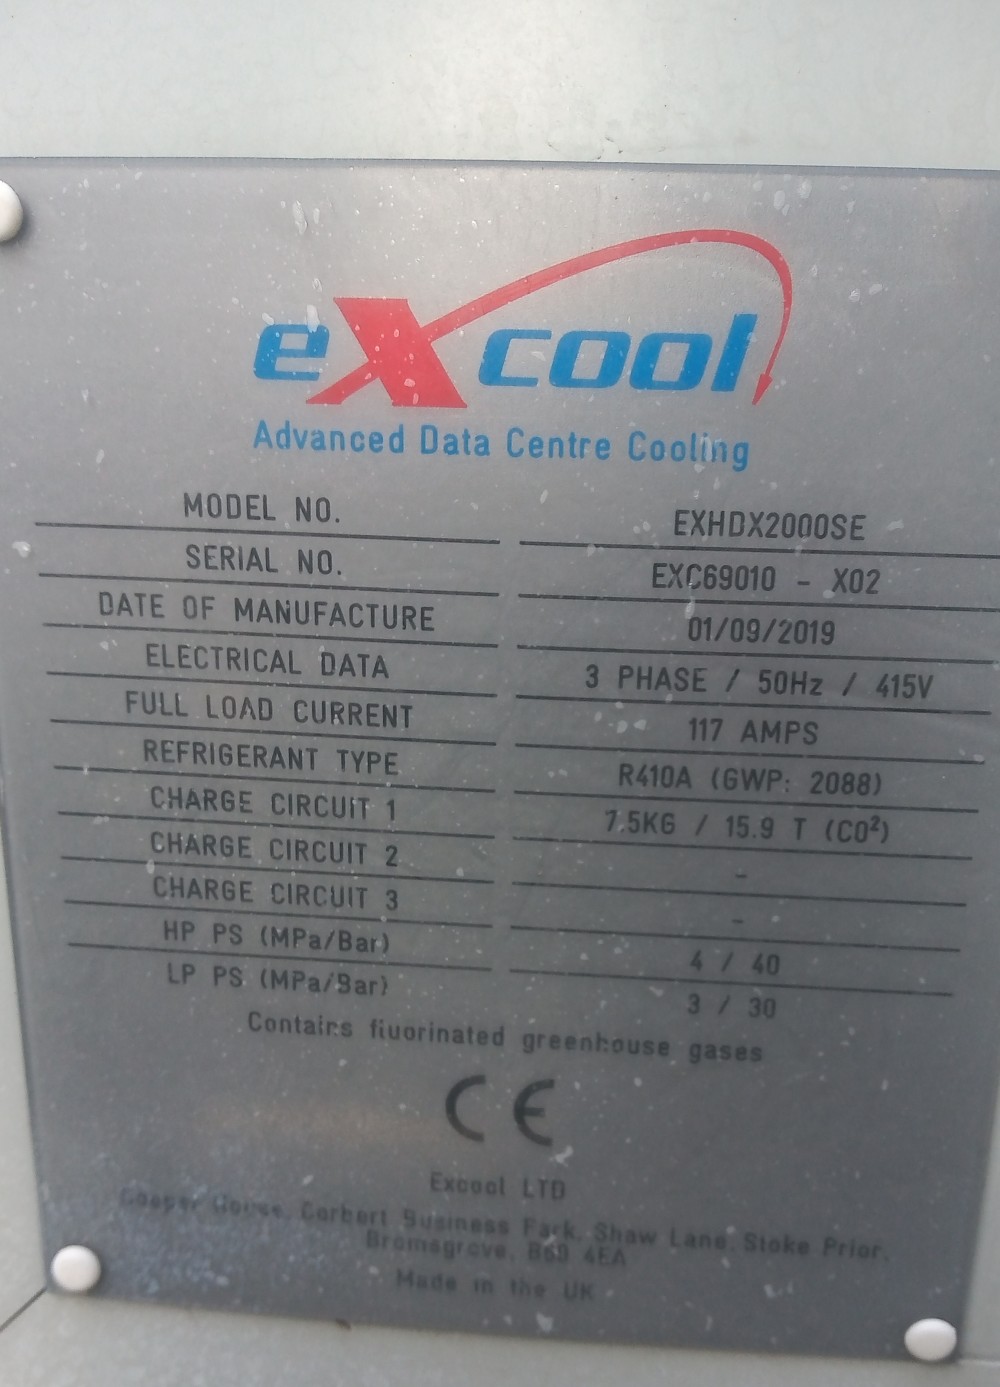 eXcool
Advanced Data Centre Cooling
MODEL NO. EXHDX2000SE
SERIAL NO. EXC69010 - X02
DATE OF MANUFACTURE 01/09/2019
ELECTRICAL DATA 3 PHASE / 50Hz / 415V
FULL LOAD CURRENT 117 AMPS
REFRIGERANT TYPE R410A (GWP: 2088)
CHARGE CIRCUIT 1 7.5KG / 15.9 T (CO²)
CHARGE CIRCUIT 2 -
CHARGE CIRCUIT 3 -
HP PS (MPa/Bar) 4 / 40
LP PS (MPa/Bar) 3 / 30
Contains fluorinated greenhouse gases
CE
Excool LTD
House, Corbert Business Park, Shaw Lane, Stoke Prior,
Bromsgrove, B60 4EA
Made in the UK